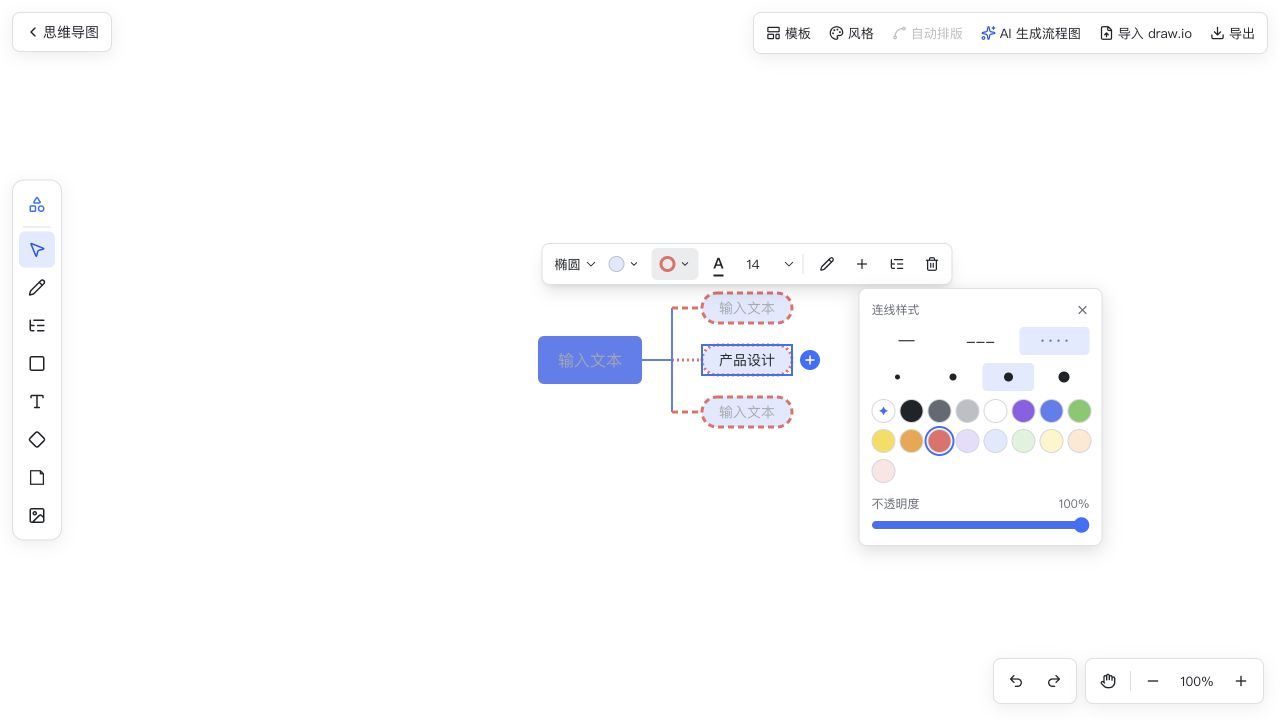 思维导图
模板
风格
自动排版
AI 生成流程图
导入 draw.io
导出
椭圆
A
14
输入文本
输入文本
产品设计
输入文本
连线样式
不透明度
100%
100%